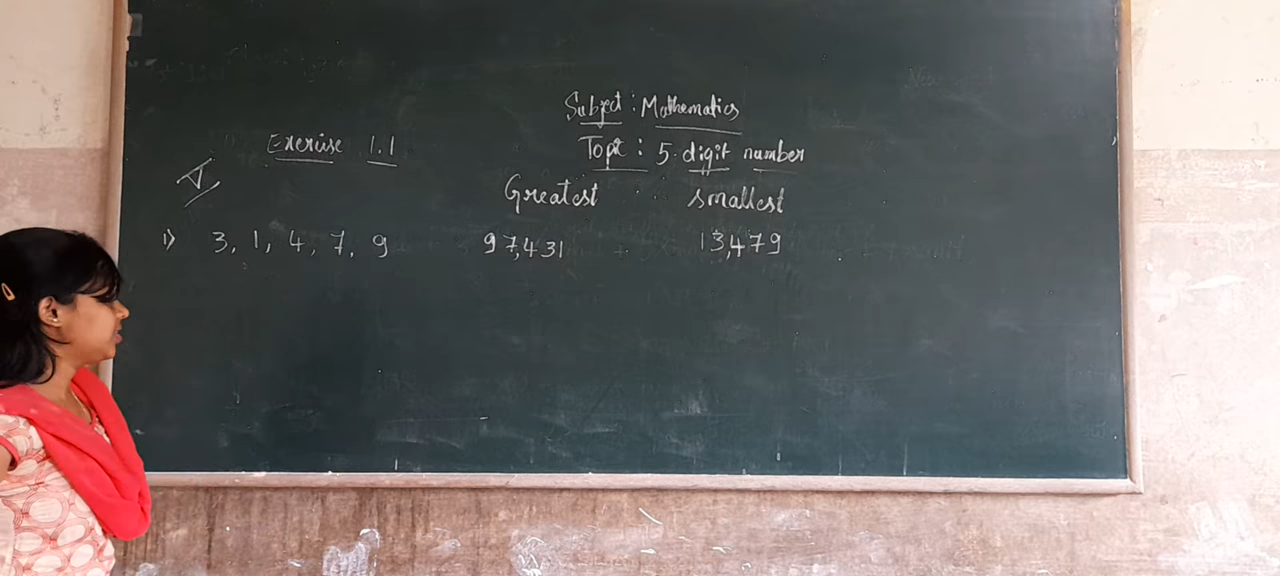 Subject : Mathematics
Exercise 1.1
Topic : 5 digit number
I
Greatest smallest
1) 3, 1, 4, 7, 9 97,431 13,479